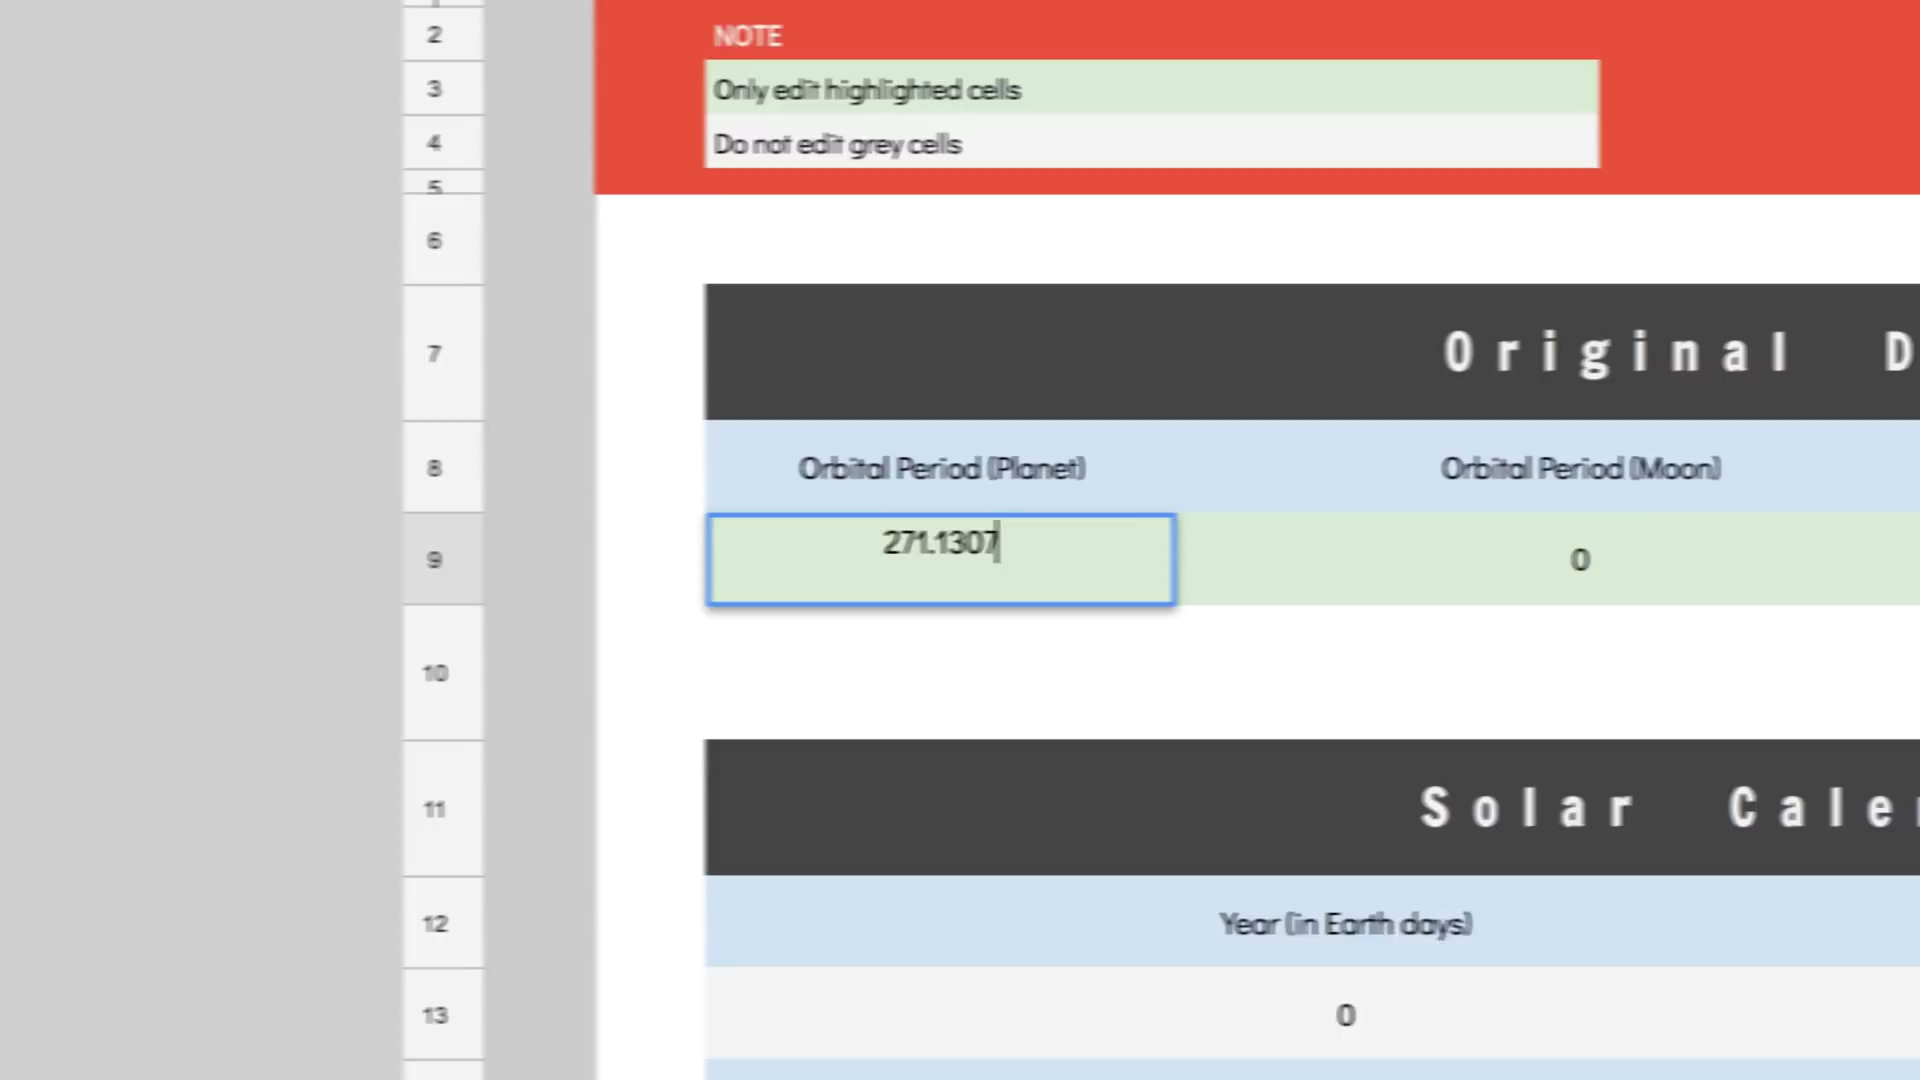 2 NOTE
3 Only edit highlighted cells
4 Do not edit grey cells
5
6
7 Original D
8 Orbital Period (Planet) Orbital Period (Moon)
9 271.1307 0
10
11 Solar Cale
12 Year (in Earth days)
13 0